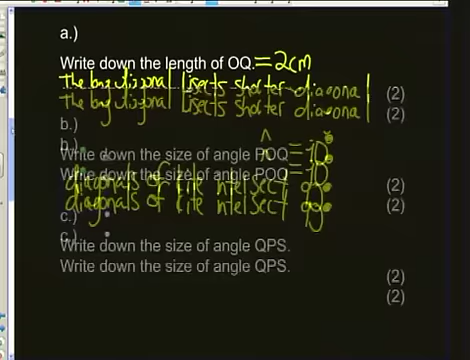 a.)
Write down the length of OQ. = 2cm
The long diagonal bisects shorter diagonal
(2)
The long diagonal bisects shorter diagonal
(2)
b.)
b.)
Write down the size of angle POQ = 90°
Write down the size of angle POQ = 90°
diagonals of kite intersect 90°
(2)
diagonals of kite intersect 90°
(2)
c.)
c.)
Write down the size of angle QPS.
Write down the size of angle QPS.
(2)
(2)